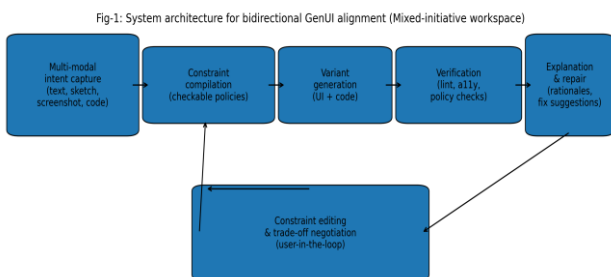 Fig-1: System architecture for bidirectional GenUI alignment (Mixed-initiative workspace)
Multi-modal
intent capture
(text, sketch,
screenshot, code)
Constraint
compilation
(checkable policies)
Variant
generation
(UI + code)
Verification
(lint, a11y,
policy checks)
Explanation
& repair
(rationales,
fix suggestions)
Constraint editing
& trade-off negotiation
(user-in-the-loop)